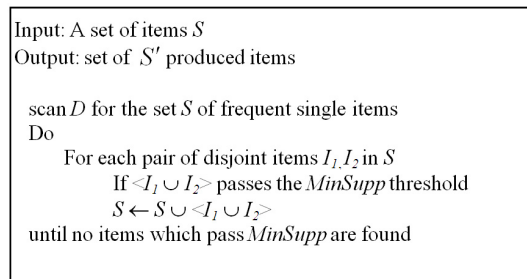 Input: A set of items S
Output: set of S′ produced items
scan D for the set S of frequent single items
Do
For each pair of disjoint items I₁,I₂ in S
If <I₁ ∪ I₂> passes the MinSupp threshold
S ← S ∪ <I₁ ∪ I₂>
until no items which pass MinSupp are found